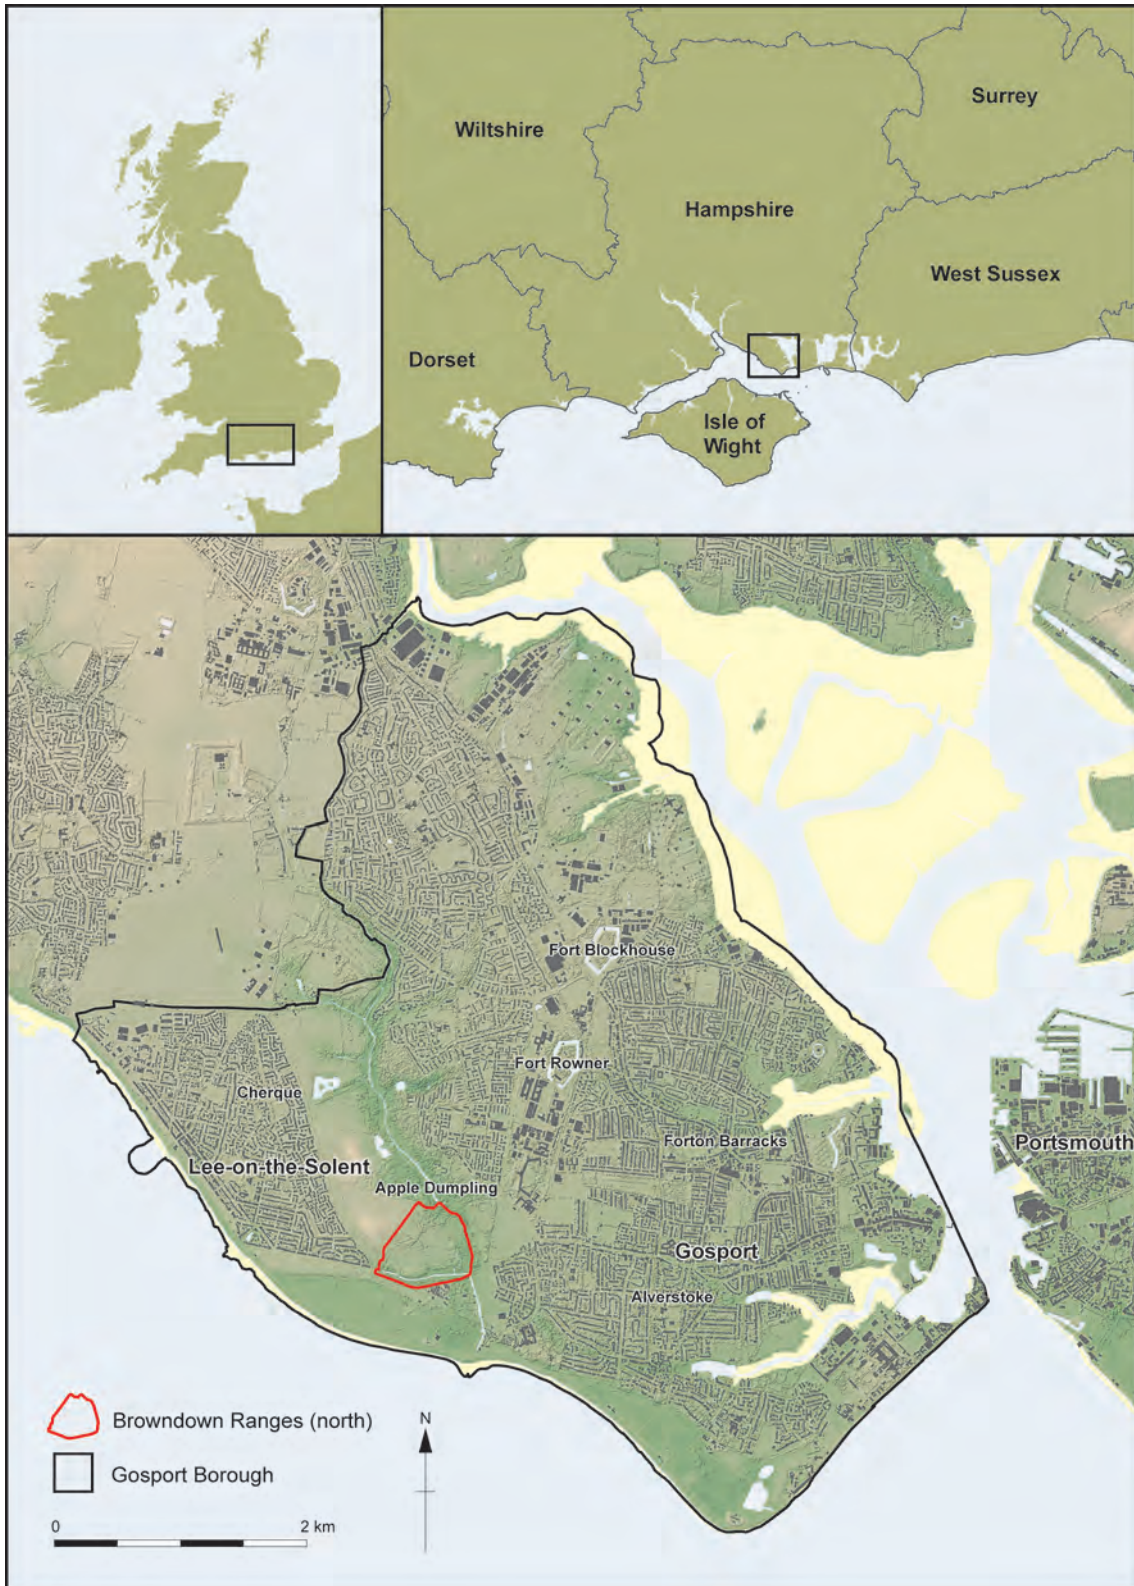 Wiltshire
Surrey
Hampshire
West Sussex
Dorset
Isle of
Wight
Fort Blockhouse
Fort Rowner
Cherque
Forton Barracks
Portsmouth
Lee-on-the-Solent
Apple Dumpling
Gosport
Alverstoke
Browndown Ranges (north)
N
Gosport Borough
0
2 km